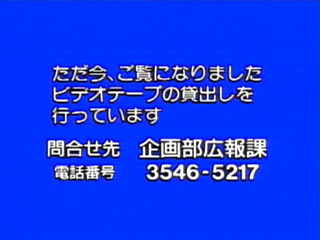 ただ今、ご覧になりました
ビデオテープの貸出しを
行っています
問合せ先　企画部広報課
電話番号　3546-5217